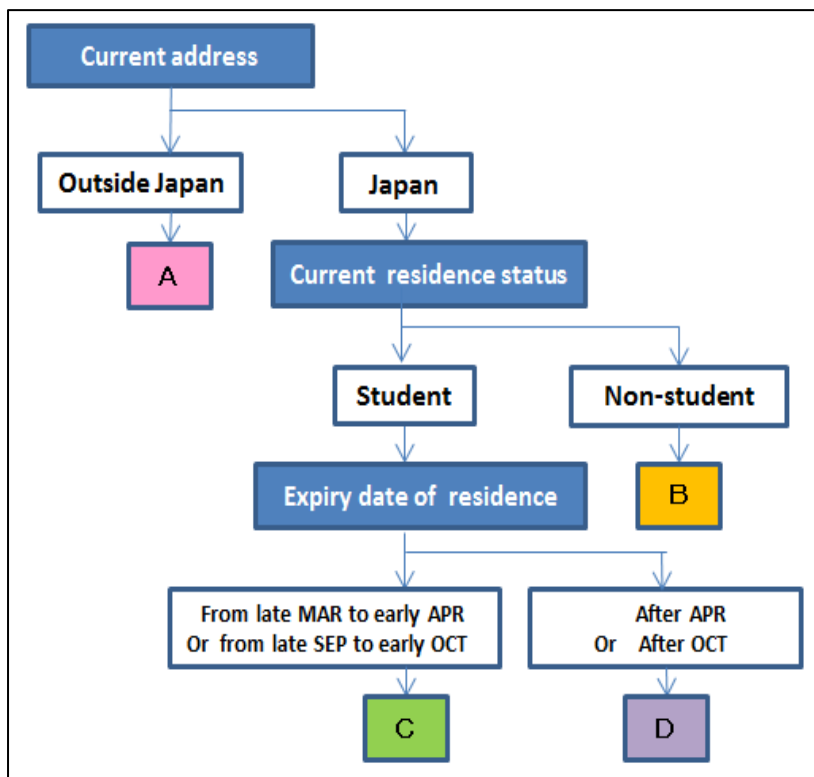 Current address
Outside Japan
Japan
A
Current residence status
Student
Non-student
Expiry date of residence
B
From late MAR to early APR
Or from late SEP to early OCT
After APR
Or After OCT
C
D